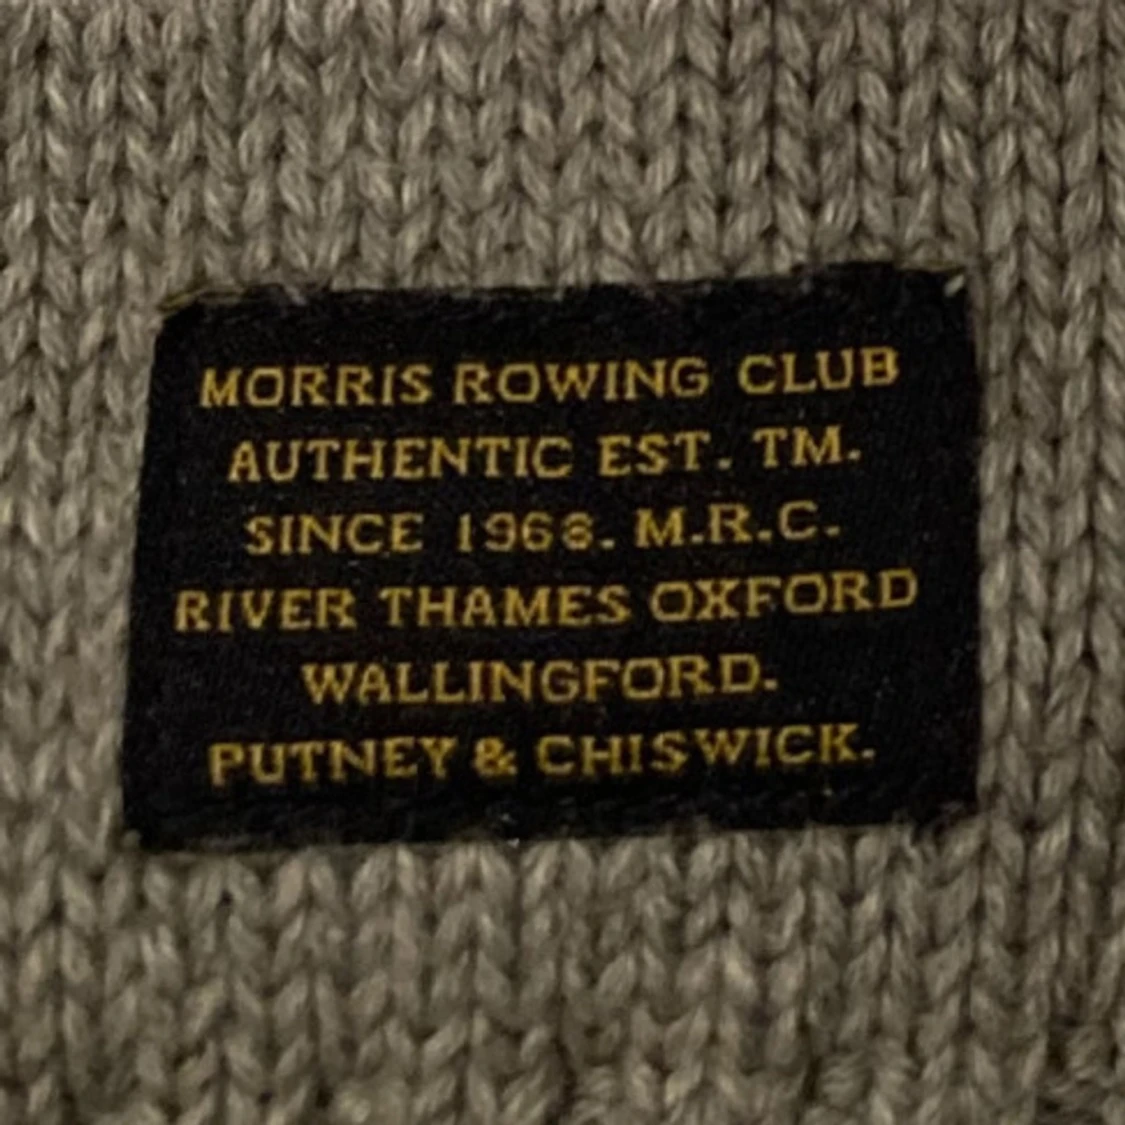 MORRIS ROWING CLUB
AUTHENTIC EST. TM.
SINCE 1968. M.R.C.
RIVER THAMES OXFORD
WALLINGFORD.
PUTNEY & CHISWICK.